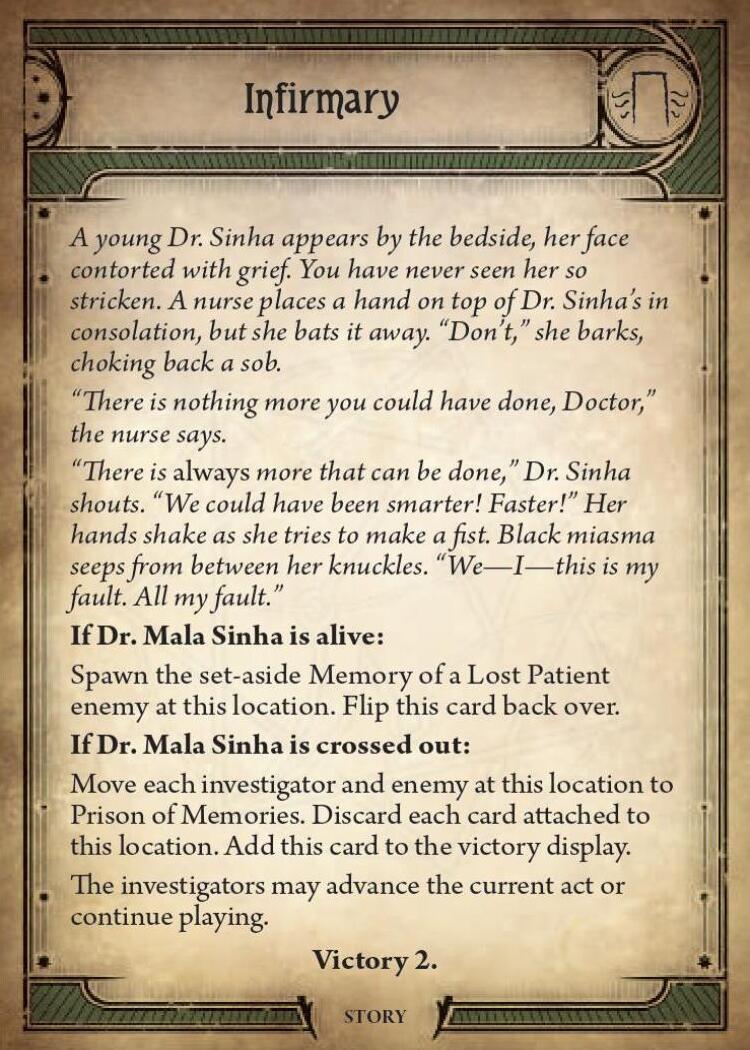 Infirmary
A young Dr. Sinha appears by the bedside, her face
contorted with grief. You have never seen her so
stricken. A nurse places a hand on top of Dr. Sinha's in
consolation, but she bats it away. “Don't,” she barks,
choking back a sob.
“There is nothing more you could have done, Doctor,”
the nurse says.
“There is always more that can be done,” Dr. Sinha
shouts. “We could have been smarter! Faster!” Her
hands shake as she tries to make a fist. Black miasma
seeps from between her knuckles. “We—I—this is my
fault. All my fault.”
If Dr. Mala Sinha is alive:
Spawn the set-aside Memory of a Lost Patient
enemy at this location. Flip this card back over.
If Dr. Mala Sinha is crossed out:
Move each investigator and enemy at this location to
Prison of Memories. Discard each card attached to
this location. Add this card to the victory display.
The investigators may advance the current act or
continue playing.
Victory 2.
STORY